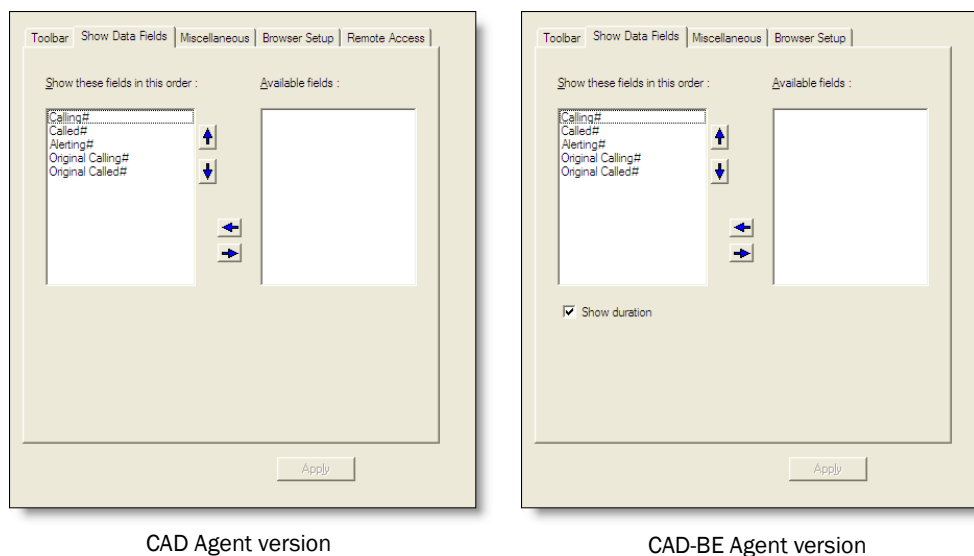 Toolbar Show Data Fields Miscellaneous Browser Setup Remote Access
Show these fields in this order :
Available fields :
Calling#
Called#
Alerting#
Original Calling#
Original Called#
Apply
CAD Agent version
Toolbar Show Data Fields Miscellaneous Browser Setup
Show these fields in this order :
Available fields :
Calling#
Called#
Alerting#
Original Calling#
Original Called#
Show duration
Apply
CAD-BE Agent version